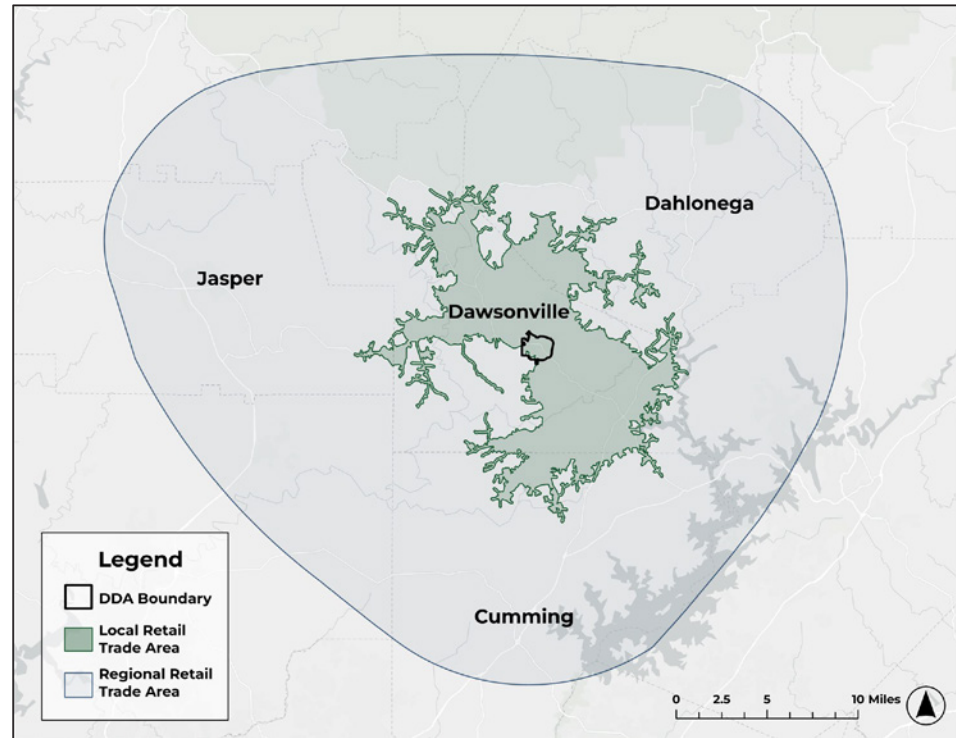 Dahlonega
Jasper
Dawsonville
Cumming
Legend
DDA Boundary
Local Retail
Trade Area
Regional Retail
Trade Area
0 2.5 5 10 Miles